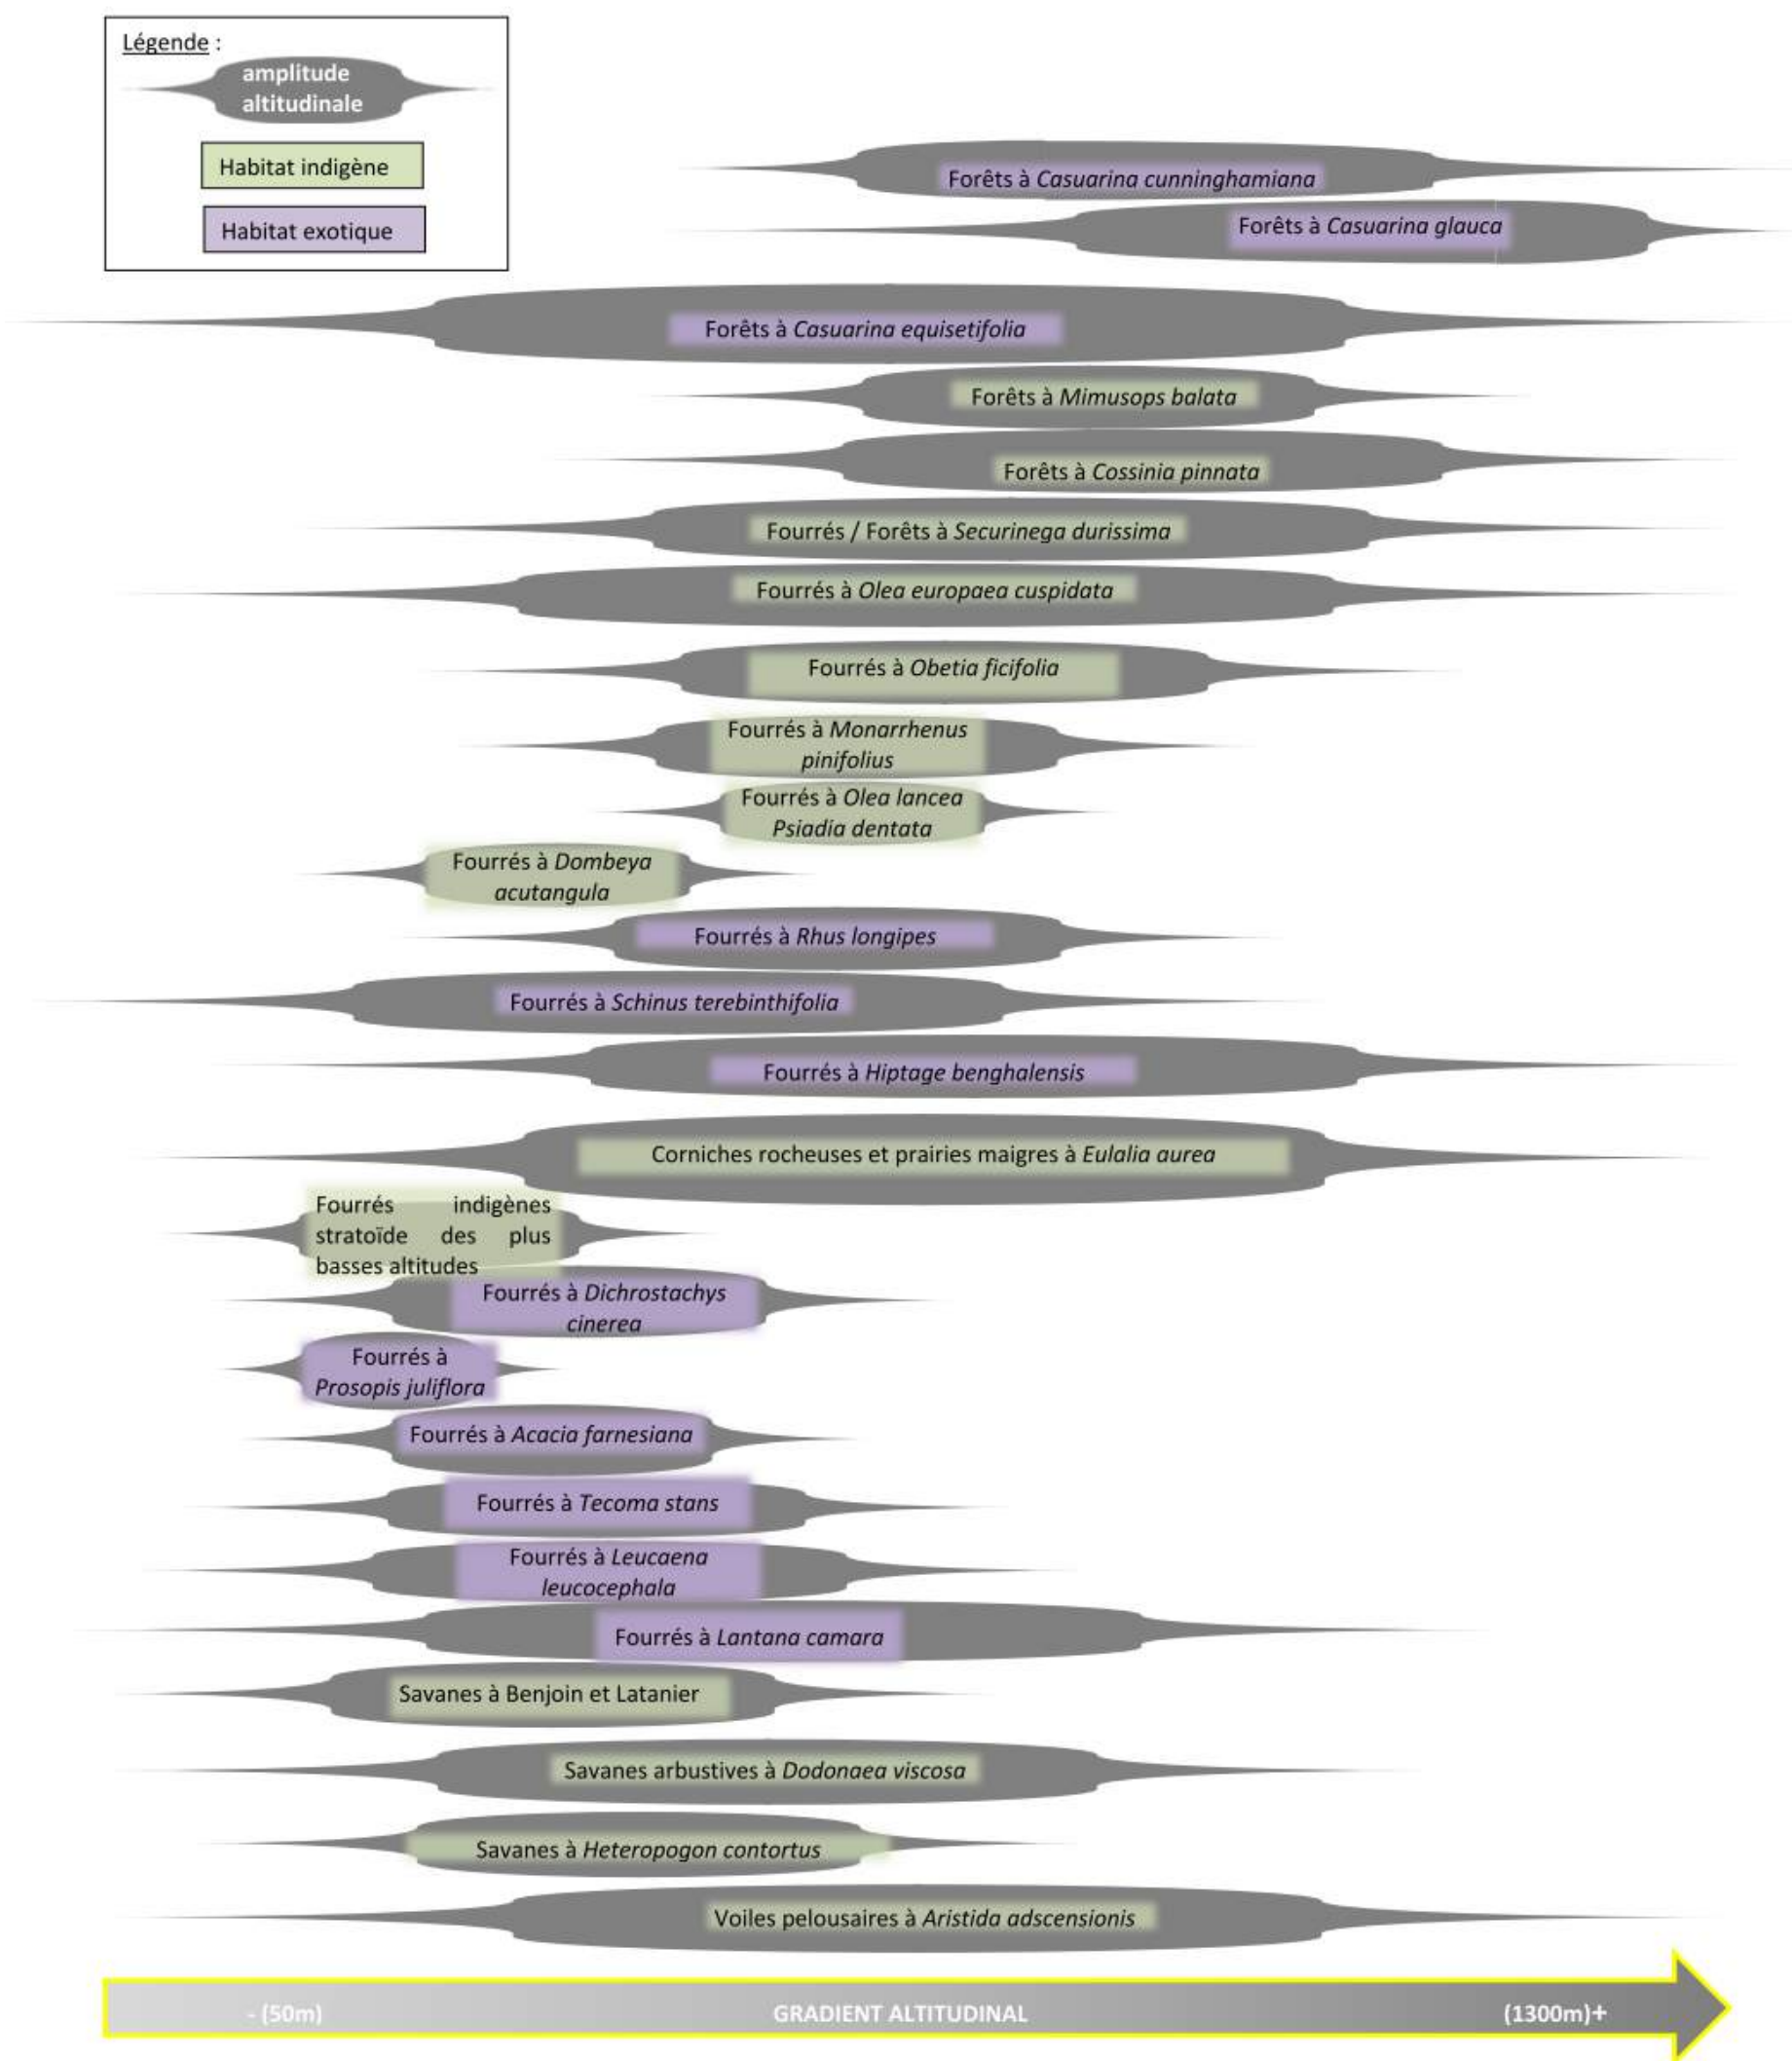 Légende :
amplitude
altitudinale
Habitat indigène
Habitat exotique
Forêts à Casuarina cunninghamiana
Forêts à Casuarina glauca
Forêts à Casuarina equisetifolia
Forêts à Mimusops balata
Forêts à Cossinia pinnata
Fourrés / Forêts à Securinega durissima
Fourrés à Olea europaea cuspidata
Fourrés à Obetia ficifolia
Fourrés à Monarrhenus
pinifolius
Fourrés à Olea lancea
Psiadia dentata
Fourrés à Dombeya
acutangula
Fourrés à Rhus longipes
Fourrés à Schinus terebinthifolia
Fourrés à Hiptage benghalensis
Corniches rocheuses et prairies maigres à Eulalia aurea
Fourrés indigènes
stratoïde des plus
basses altitudes
Fourrés à Dichrostachys
cinerea
Fourrés à
Prosopis juliflora
Fourrés à Acacia farnesiana
Fourrés à Tecoma stans
Fourrés à Leucaena
leucocephala
Fourrés à Lantana camara
Savanes à Benjoin et Latanier
Savanes arbustives à Dodonaea viscosa
Savanes à Heteropogon contortus
Voiles pelousaires à Aristida adscensionis
- (50m) GRADIENT ALTITUDINAL (1300m)+